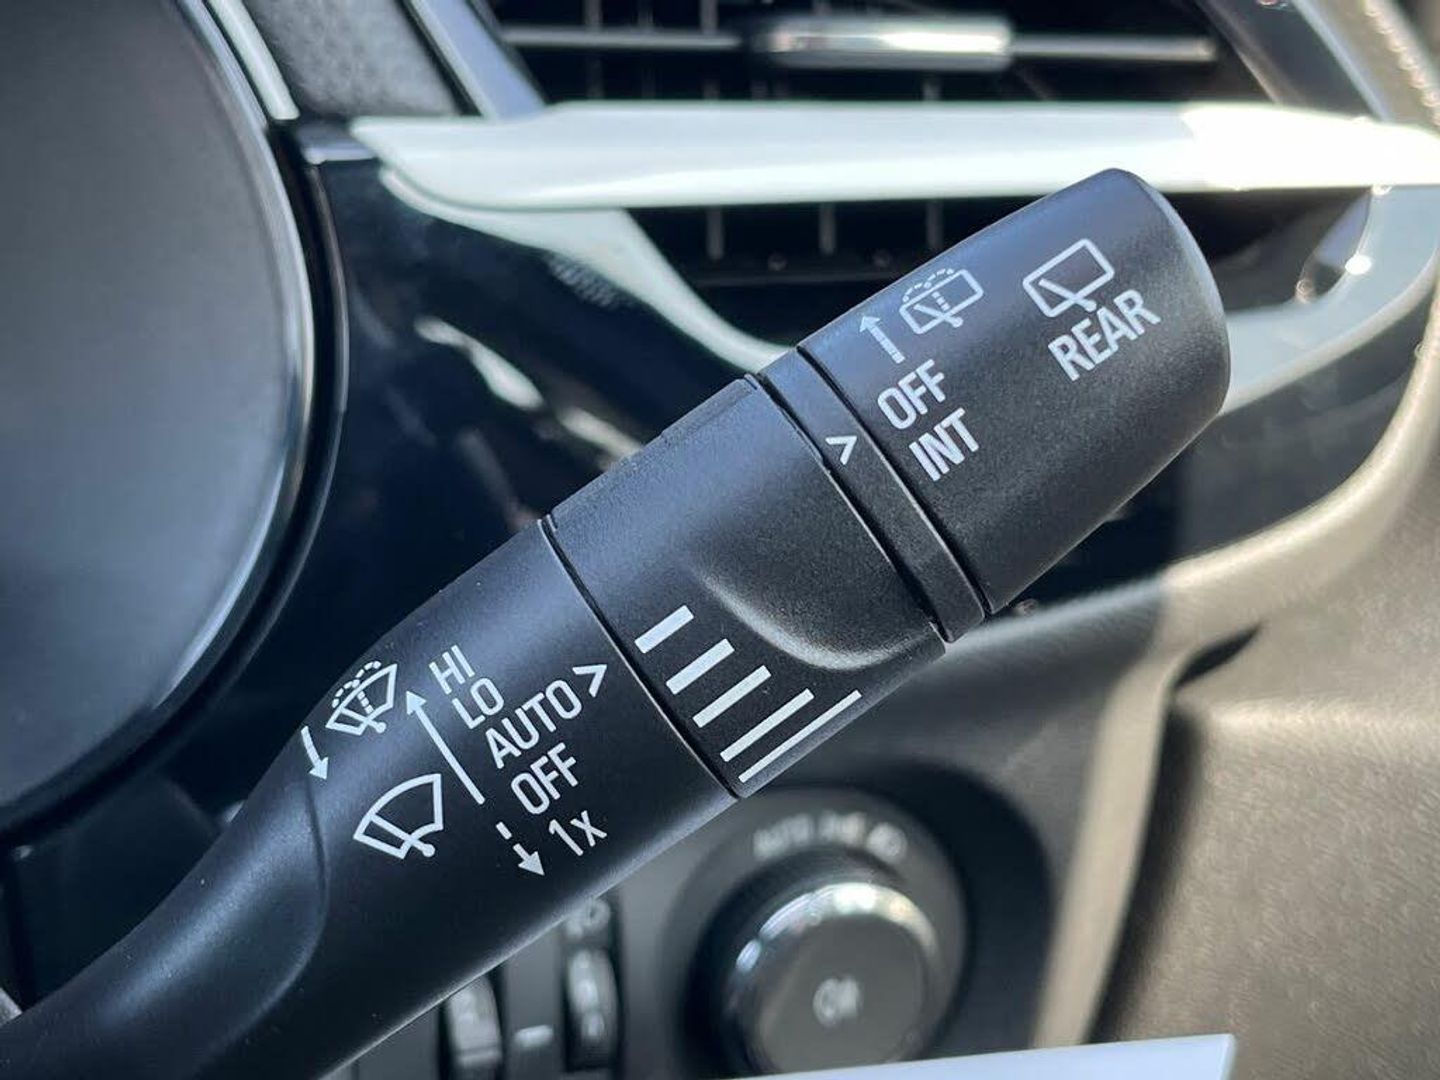 REAR
OFF
INT
>
HI
LO
AUTO >
OFF
1x